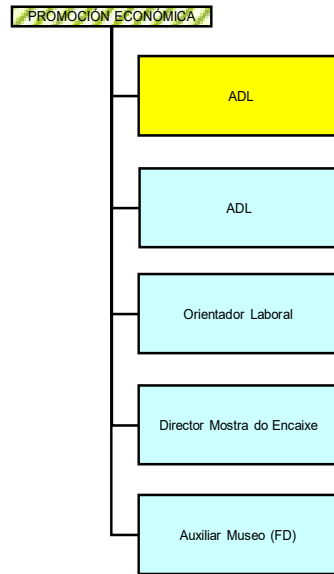 PROMOCIÓN ECONÓMICA
ADL
ADL
Orientador Laboral
Director Mostra do Encaixe
Auxiliar Museo (FD)